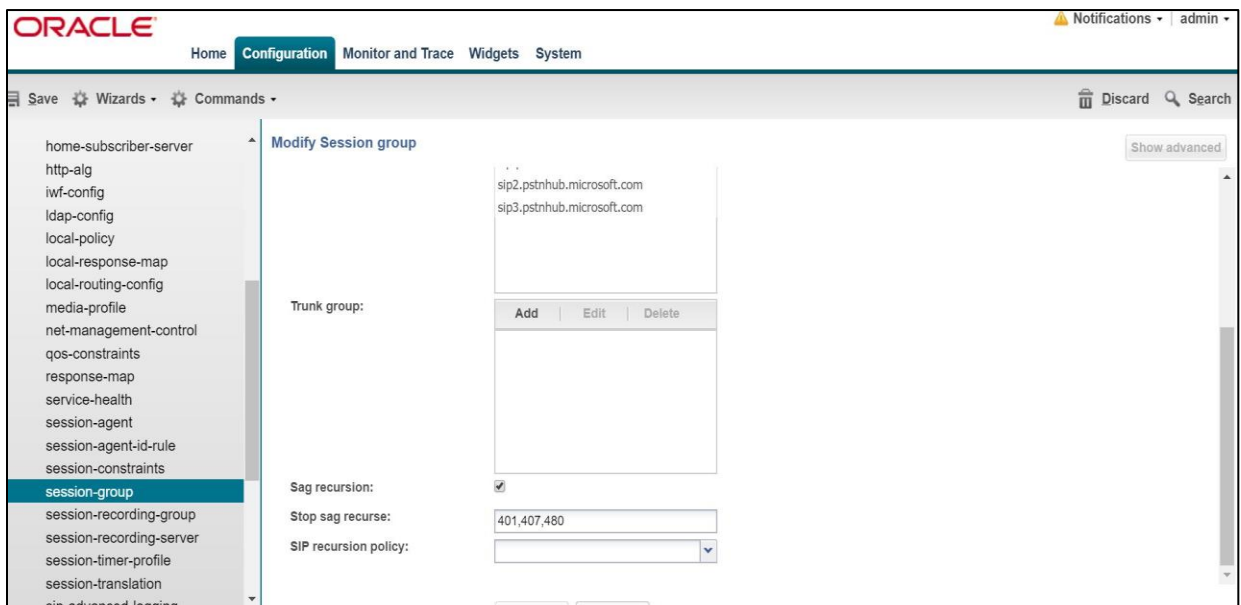 ORACLE
Notifications
admin
Home
Configuration
Monitor and Trace
Widgets
System
Save
Wizards
Commands
Discard
Search
home-subscriber-server
http-alg
iwf-config
ldap-config
local-policy
local-response-map
local-routing-config
media-profile
net-management-control
qos-constraints
response-map
service-health
session-agent
session-agent-id-rule
session-constraints
session-group
session-recording-group
session-recording-server
session-timer-profile
session-translation
Modify Session group
Show advanced
sip2.pstnhub.microsoft.com
sip3.pstnhub.microsoft.com
Trunk group:
Add
Edit
Delete
Sag recursion:
Stop sag recurse:
401,407,480
SIP recursion policy: